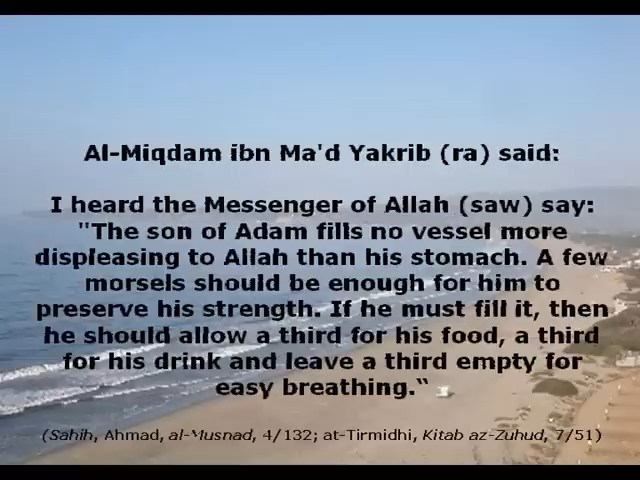 Al-Miqdam ibn Ma'd Yakrib (ra) said:
I heard the Messenger of Allah (saw) say:
"The son of Adam fills no vessel more
displeasing to Allah than his stomach. A few
morsels should be enough for him to
preserve his strength. If he must fill it, then
he should allow a third for his food, a third
for his drink and leave a third empty for
easy breathing.“
(Sahih, Ahmad, al-Musnad, 4/132; at-Tirmidhi, Kitab az-Zuhud, 7/51)